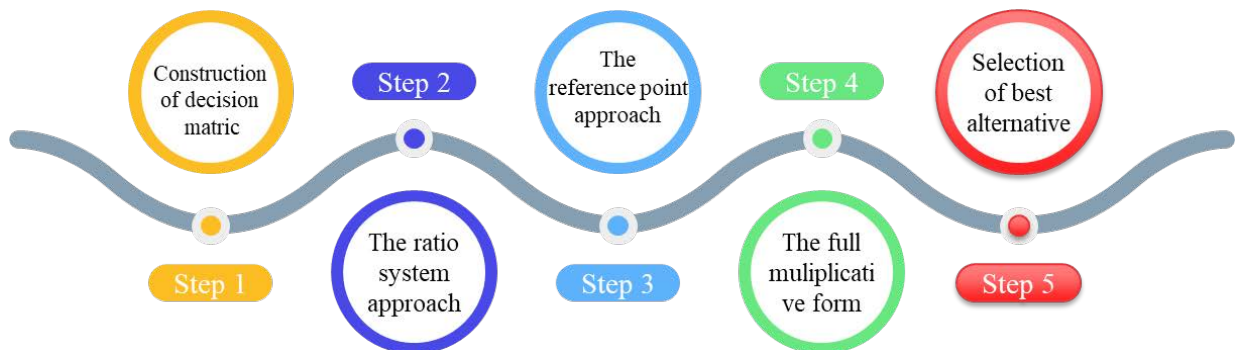 Construction
of decision
matric
Step 1
Step 2
The ratio
system
approach
The
reference point
approach
Step 3
Step 4
The full
muliplicati
ve form
Selection
of best
alternative
Step 5